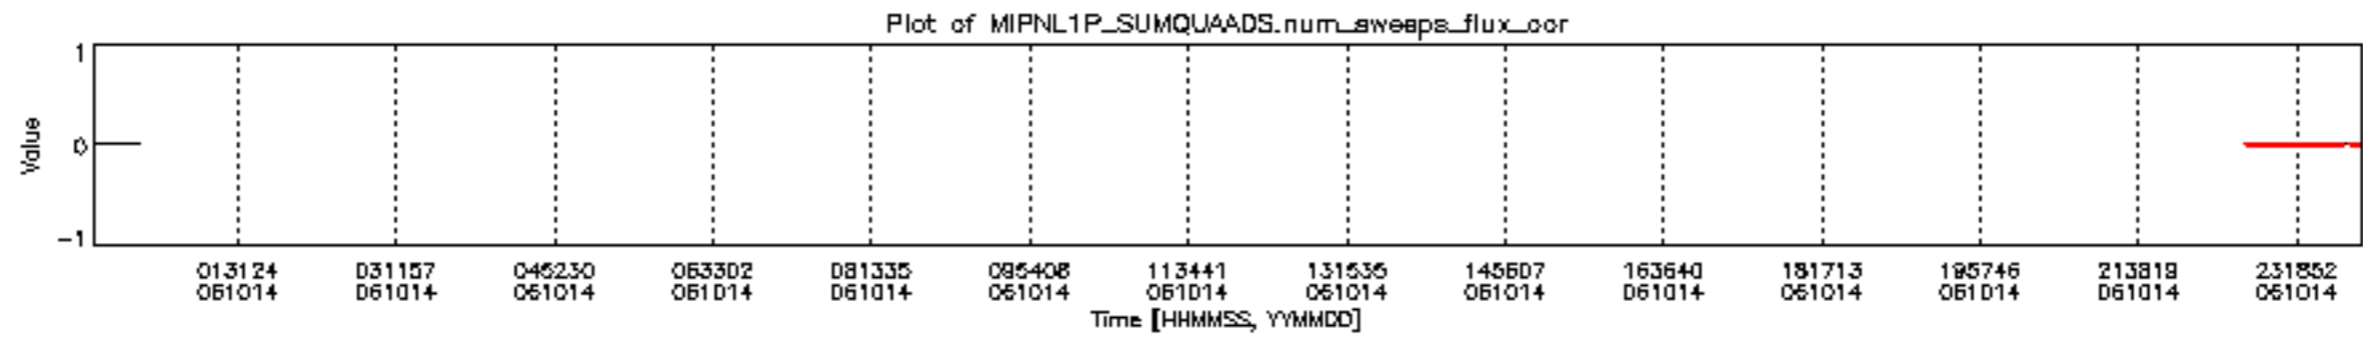 Plot of MIPNL1P_SUMQUAADS.num_sweeps_flux_cor
1
Value
0
-1
013124 031157 045230 063302 081335 095408 113441 131535 145607 163640 181713 195746 213819 231852
061014 061014 061014 061014 061014 061014 061014 061014 061014 061014 061014 061014 061014 061014
Time [HHMMSS, YYMMDD]